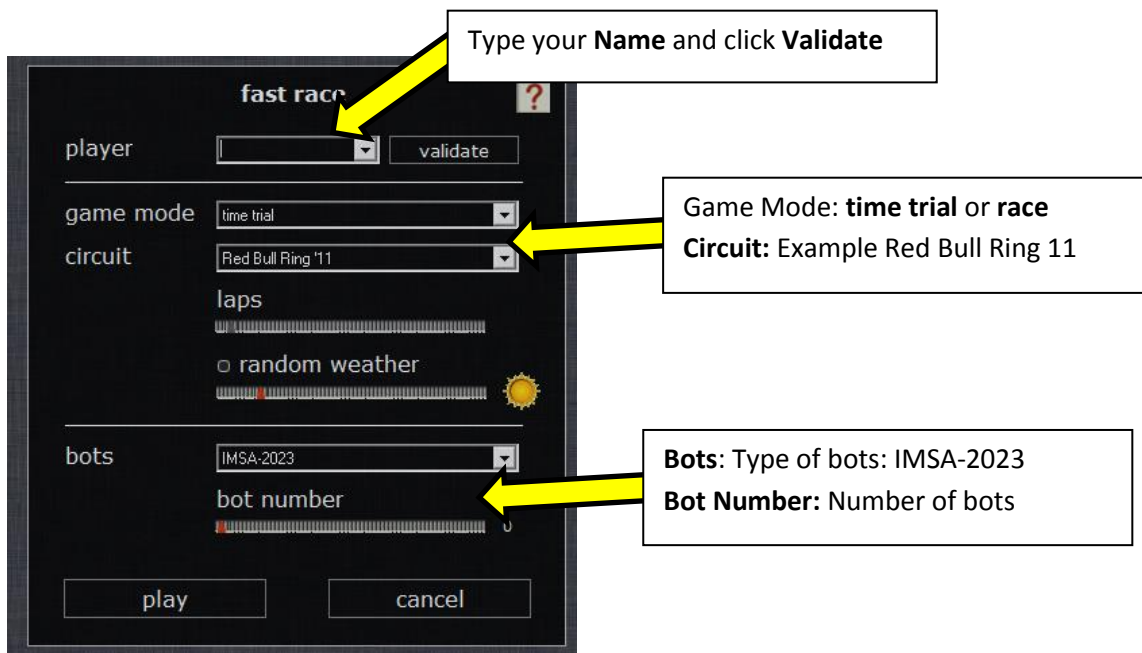 Type your Name and click Validate
fast race
?
player
validate
game mode
time trial
Game Mode: time trial or race
circuit
Red Bull Ring '11
Circuit: Example Red Bull Ring 11
laps
random weather
bots
IMSA-2023
Bots: Type of bots: IMSA-2023
bot number
Bot Number: Number of bots
0
play
cancel